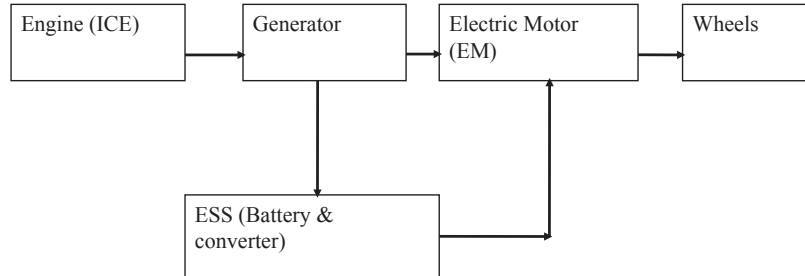 Engine (ICE)
Generator
Electric Motor
(EM)
Wheels
ESS (Battery &
converter)